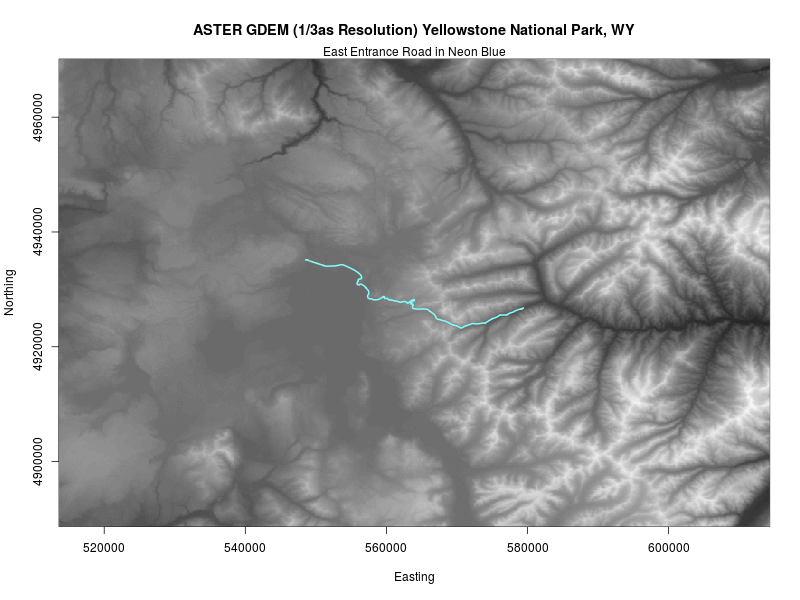 ASTER GDEM (1/3as Resolution) Yellowstone National Park, WY
East Entrance Road in Neon Blue
Northing
4960000
4940000
4920000
4900000
520000 540000 560000 580000 600000
Easting